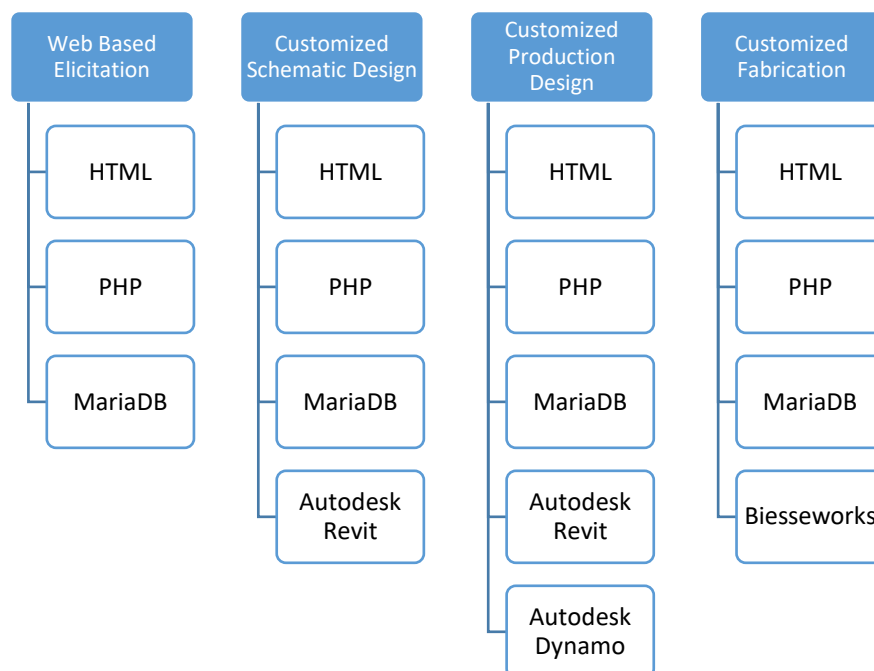 Web Based
Elicitation
HTML
PHP
MariaDB
Customized
Schematic Design
HTML
PHP
MariaDB
Autodesk
Revit
Customized
Production
Design
HTML
PHP
MariaDB
Autodesk
Revit
Autodesk
Dynamo
Customized
Fabrication
HTML
PHP
MariaDB
Biesseworks